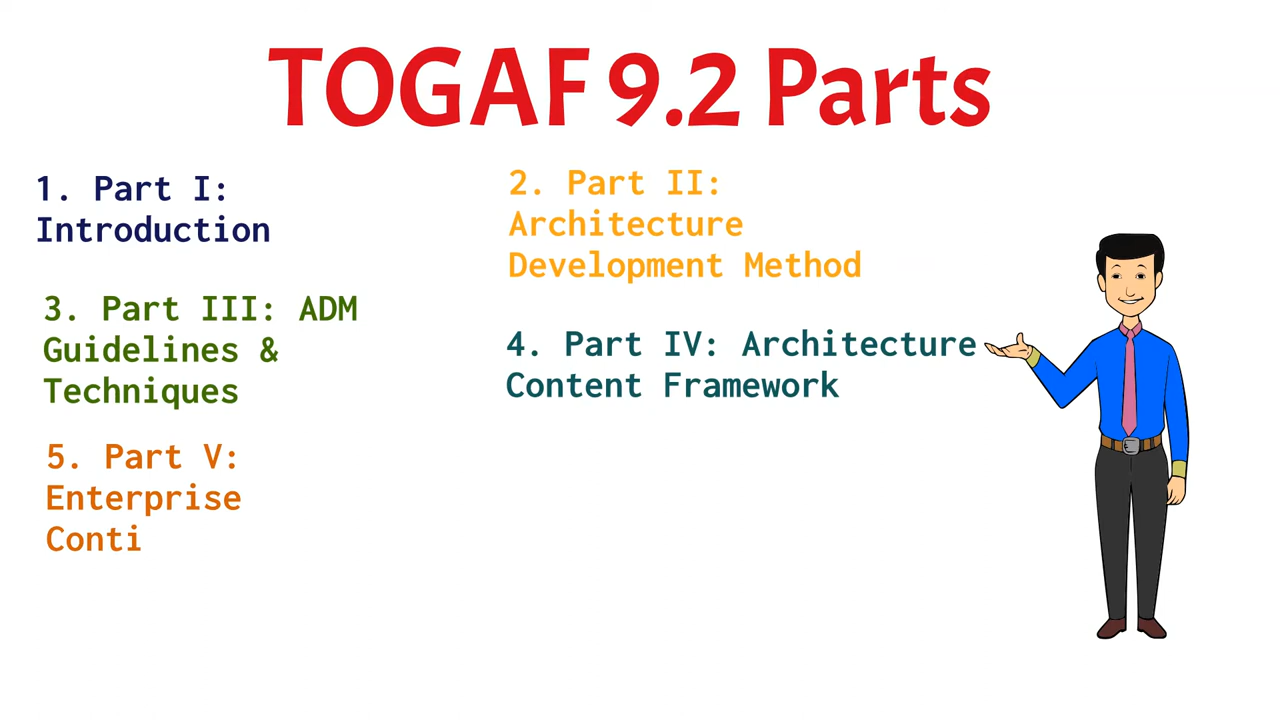 TOGAF 9.2 Parts
1. Part I:
Introduction
2. Part II:
Architecture
Development Method
3. Part III: ADM
Guidelines &
Techniques
4. Part IV: Architecture
Content Framework
5. Part V:
Enterprise
Conti